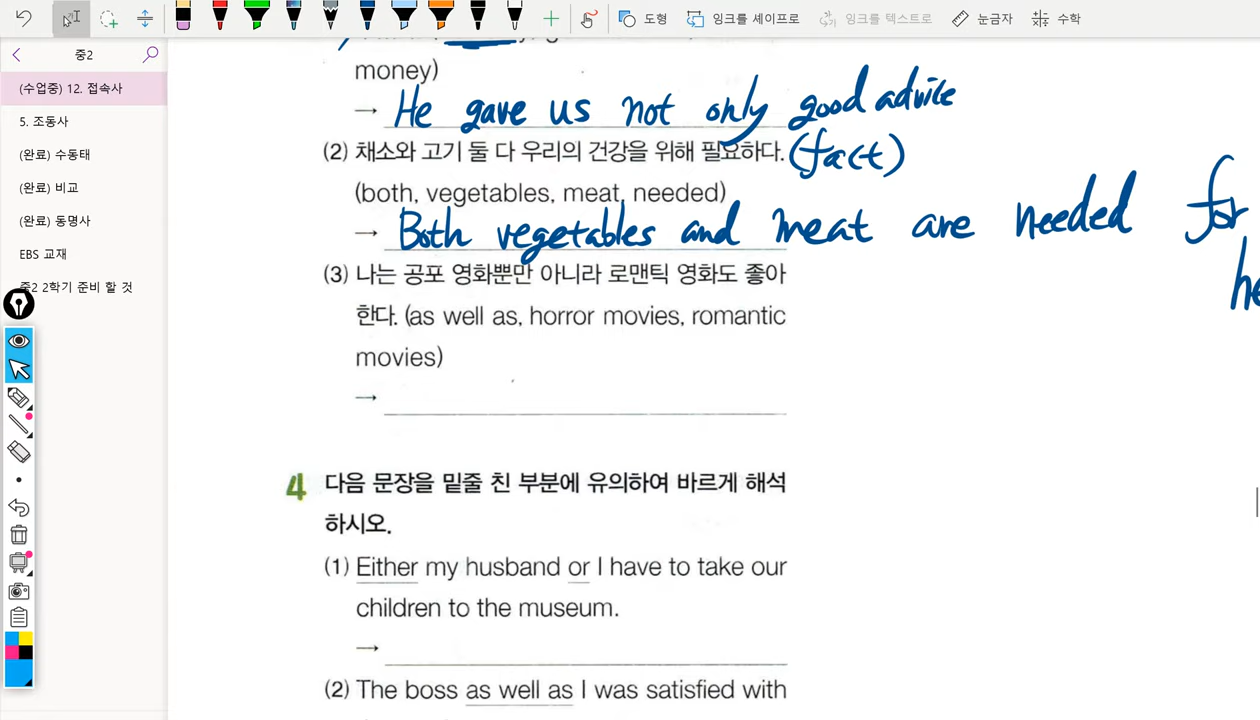 도형
잉크를 셰이프로
잉크를 텍스트로
눈금자
수학
중2
(수업중) 12. 접속사
5. 조동사
(완료) 수동태
(완료) 비교
(완료) 동명사
EBS 교재
중2 2학기 준비 할 것
money)
→ He gave us not only good advice
(2) 채소와 고기 둘 다 우리의 건강을 위해 필요하다. (fact)
(both, vegetables, meat, needed)
→ Both vegetables and meat are needed for
(3) 나는 공포 영화뿐만 아니라 로맨틱 영화도 좋아
한다. (as well as, horror movies, romantic
movies)
→
4 다음 문장을 밑줄 친 부분에 유의하여 바르게 해석
하시오.
(1) Either my husband or I have to take our
children to the museum.
→
(2) The boss as well as I was satisfied with